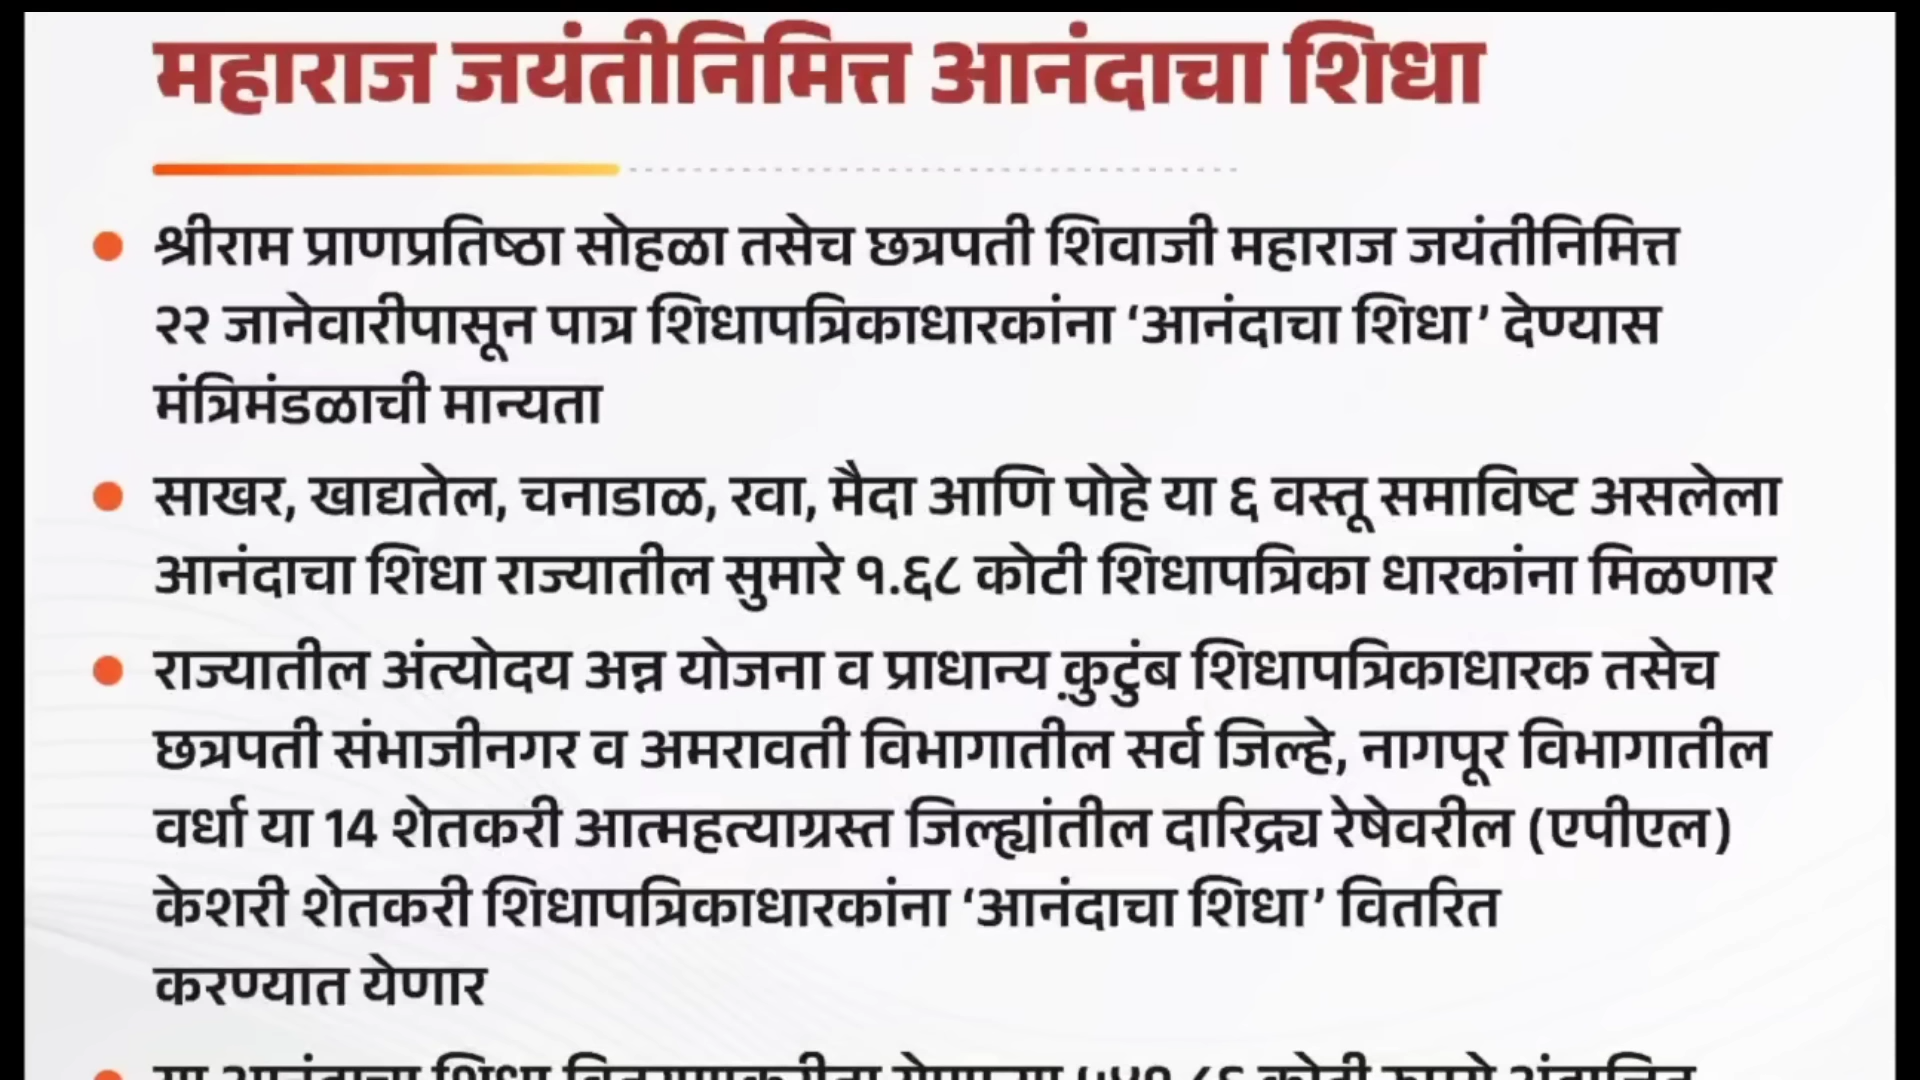 महाराज जयंतीनिमित्त आनंदाचा शिधा
श्रीराम प्राणप्रतिष्ठा सोहळा तसेच छत्रपती शिवाजी महाराज जयंतीनिमित्त
२२ जानेवारीपासून पात्र शिधापत्रिकाधारकांना ‘आनंदाचा शिधा’ देण्यास
मंत्रिमंडळाची मान्यता
साखर, खाद्यतेल, चनाडाळ, रवा, मैदा आणि पोहे या ६ वस्तू समाविष्ट असलेला
आनंदाचा शिधा राज्यातील सुमारे १.६८ कोटी शिधापत्रिका धारकांना मिळणार
राज्यातील अंत्योदय अन्न योजना व प्राधान्य कुटुंब शिधापत्रिकाधारक तसेच
छत्रपती संभाजीनगर व अमरावती विभागातील सर्व जिल्हे, नागपूर विभागातील
वर्धा या 14 शेतकरी आत्महत्याग्रस्त जिल्ह्यांतील दारिद्र्य रेषेवरील (एपीएल)
केशरी शेतकरी शिधापत्रिकाधारकांना ‘आनंदाचा शिधा’ वितरित
करण्यात येणार
या आनंदाचा शिधा